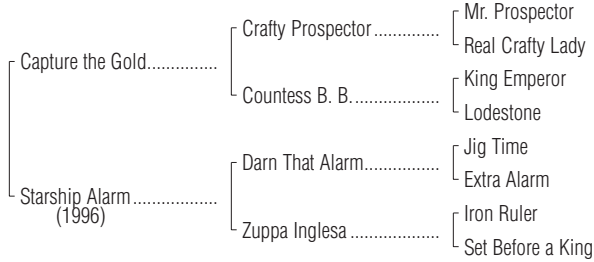 Mr. Prospector
Crafty Prospector..............
Real Crafty Lady
Capture the Gold...............
King Emperor
Countess B. B..................
Lodestone
Jig Time
Darn That Alarm...............
Extra Alarm
Starship Alarm.................
(1996)
Iron Ruler
Zuppa Inglesa..................
Set Before a King